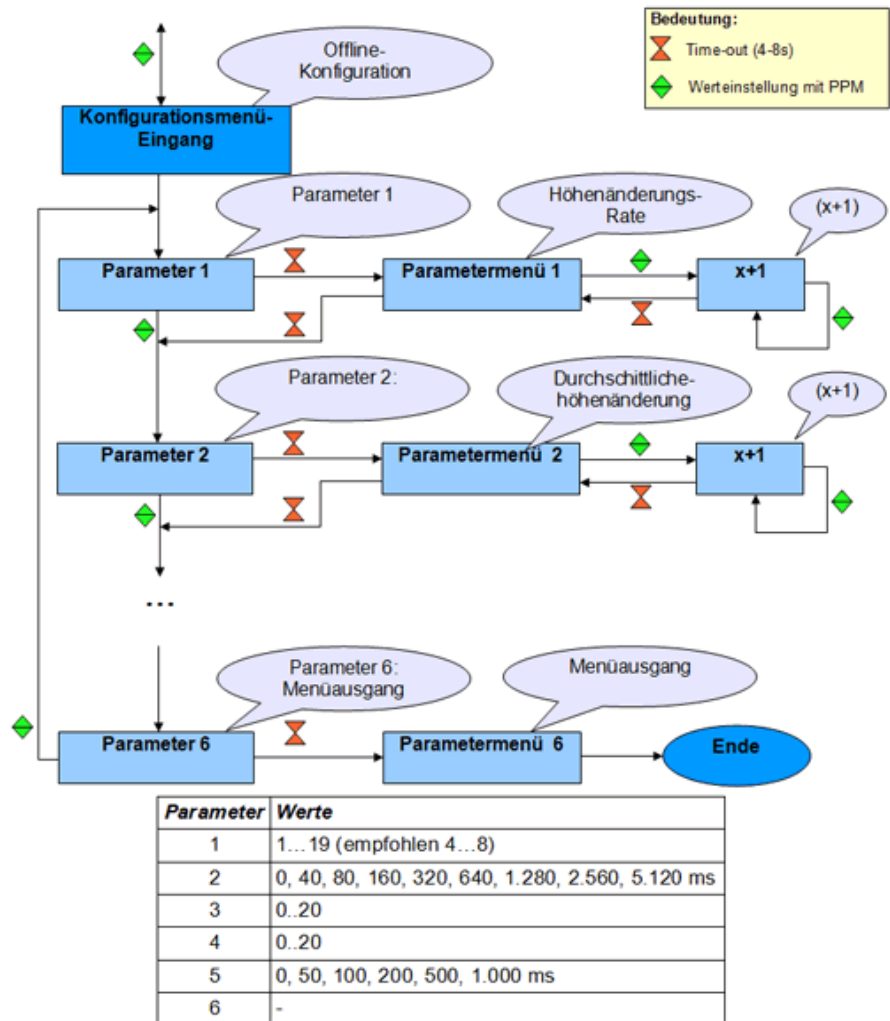 Bedeutung:
Time-out (4-8s)
Werteinstellung mit PPM
Offline-
Konfiguration
Konfigurationsmenü-
Eingang
Parameter 1
Höhenänderungs-
Rate
(x+1)
Parameter 1
Parametermenü 1
x+1
Parameter 2:
Durchschittliche-
höhenänderung
(x+1)
Parameter 2
Parametermenü 2
x+1
...
Parameter 6:
Menüausgang
Menüausgang
Parameter 6
Parametermenü 6
Ende
Parameter Werte
1 1...19 (empfohlen 4...8)
2 0, 40, 80, 160, 320, 640, 1.280, 2.560, 5.120 ms
3 0..20
4 0..20
5 0, 50, 100, 200, 500, 1.000 ms
6 -